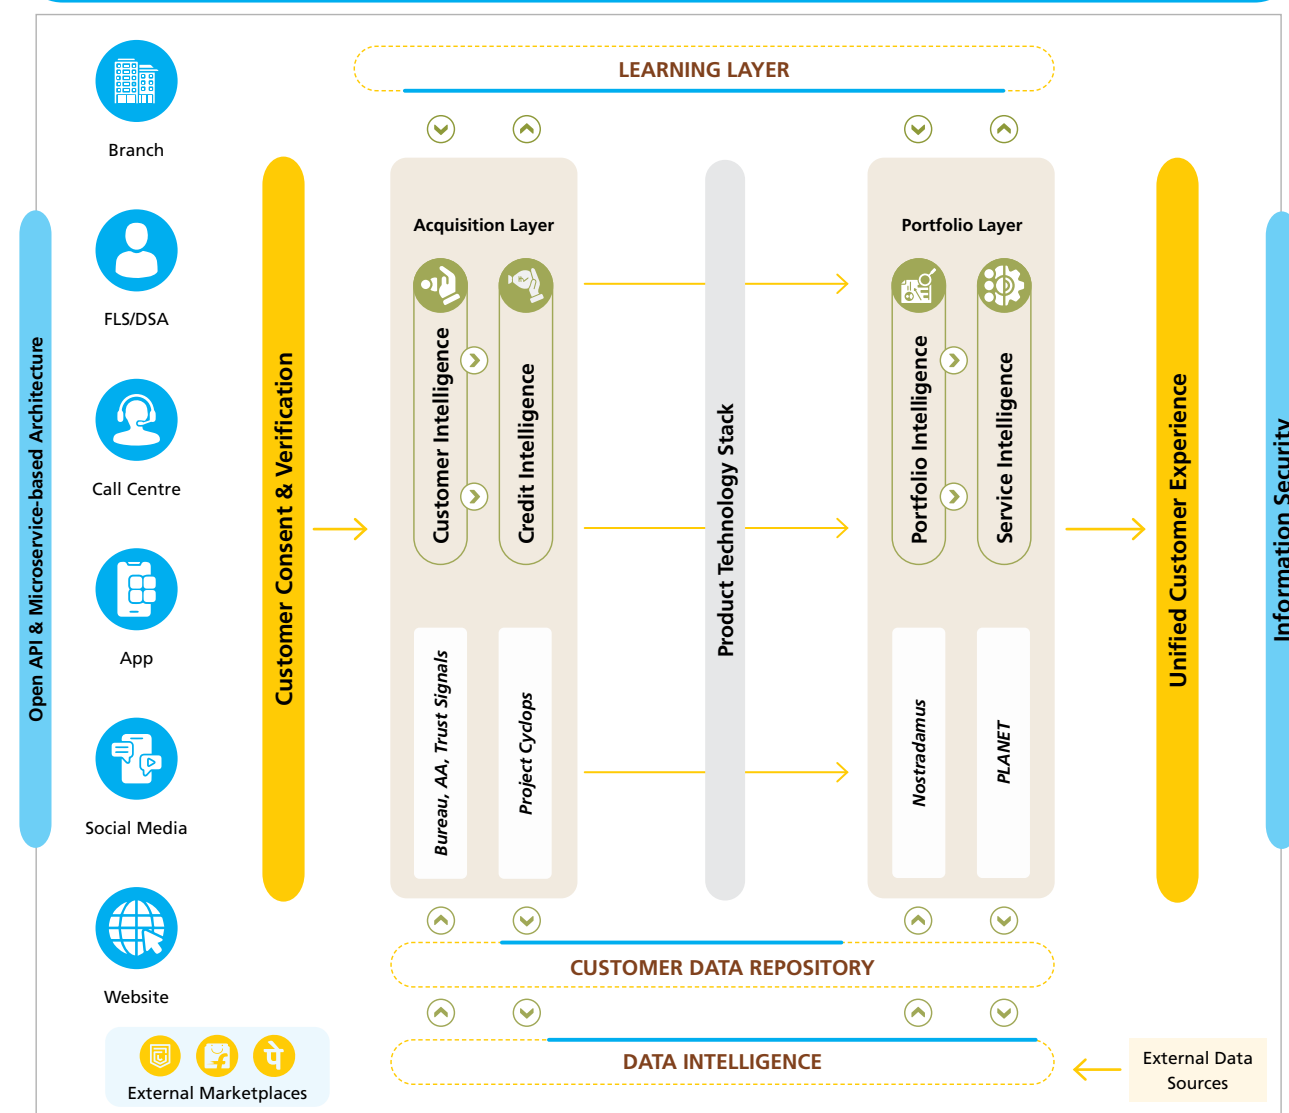 LEARNING LAYER
Branch
FLS/DSA
Call Centre
App
Social Media
Website
External Marketplaces
पे
Open API & Microservice-based Architecture
Customer Consent & Verification
Acquisition Layer
Customer Intelligence
Credit Intelligence
Bureau, AA, Trust Signals
Project Cyclops
Product Technology Stack
Portfolio Layer
Portfolio Intelligence
Service Intelligence
Nostradamus
PLANET
Unified Customer Experience
Information Security
CUSTOMER DATA REPOSITORY
DATA INTELLIGENCE
External Data
Sources